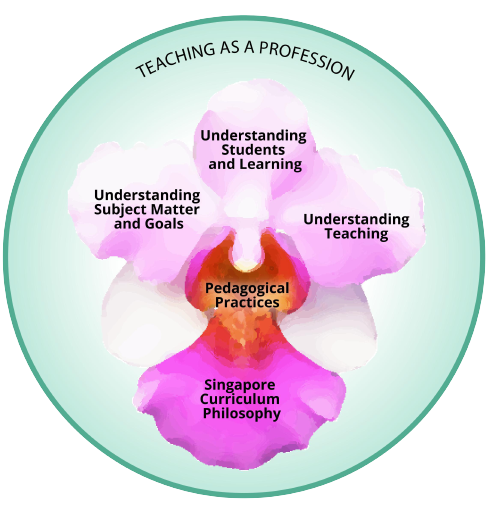 TEACHING AS A PROFESSION
Understanding
Students
and Learning
Understanding
Subject Matter
and Goals
Understanding
Teaching
Pedagogical
Practices
Singapore
Curriculum
Philosophy